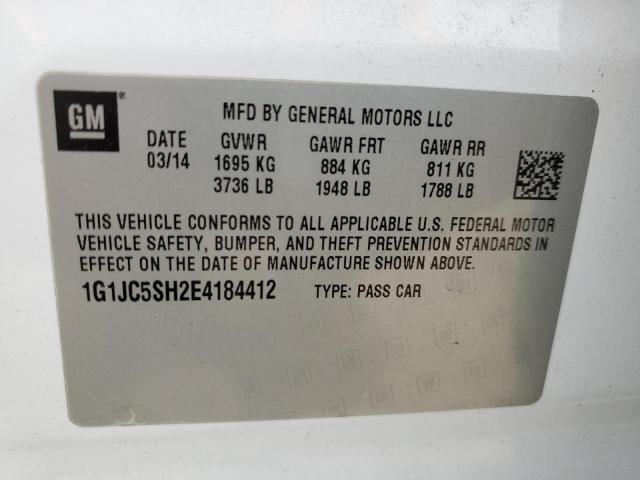 GM®
MFD BY GENERAL MOTORS LLC
DATE GVWR GAWR FRT GAWR RR
03/14 1695 KG 884 KG 811 KG
3736 LB 1948 LB 1788 LB
THIS VEHICLE CONFORMS TO ALL APPLICABLE U.S. FEDERAL MOTOR
VEHICLE SAFETY, BUMPER, AND THEFT PREVENTION STANDARDS IN
EFFECT ON THE DATE OF MANUFACTURE SHOWN ABOVE.
1G1JC5SH2E4184412 TYPE: PASS CAR